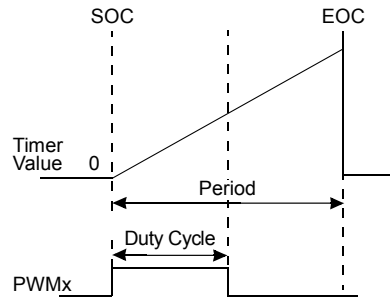 SOC EOC
Timer
Value 0
Period
Duty Cycle
PWMx